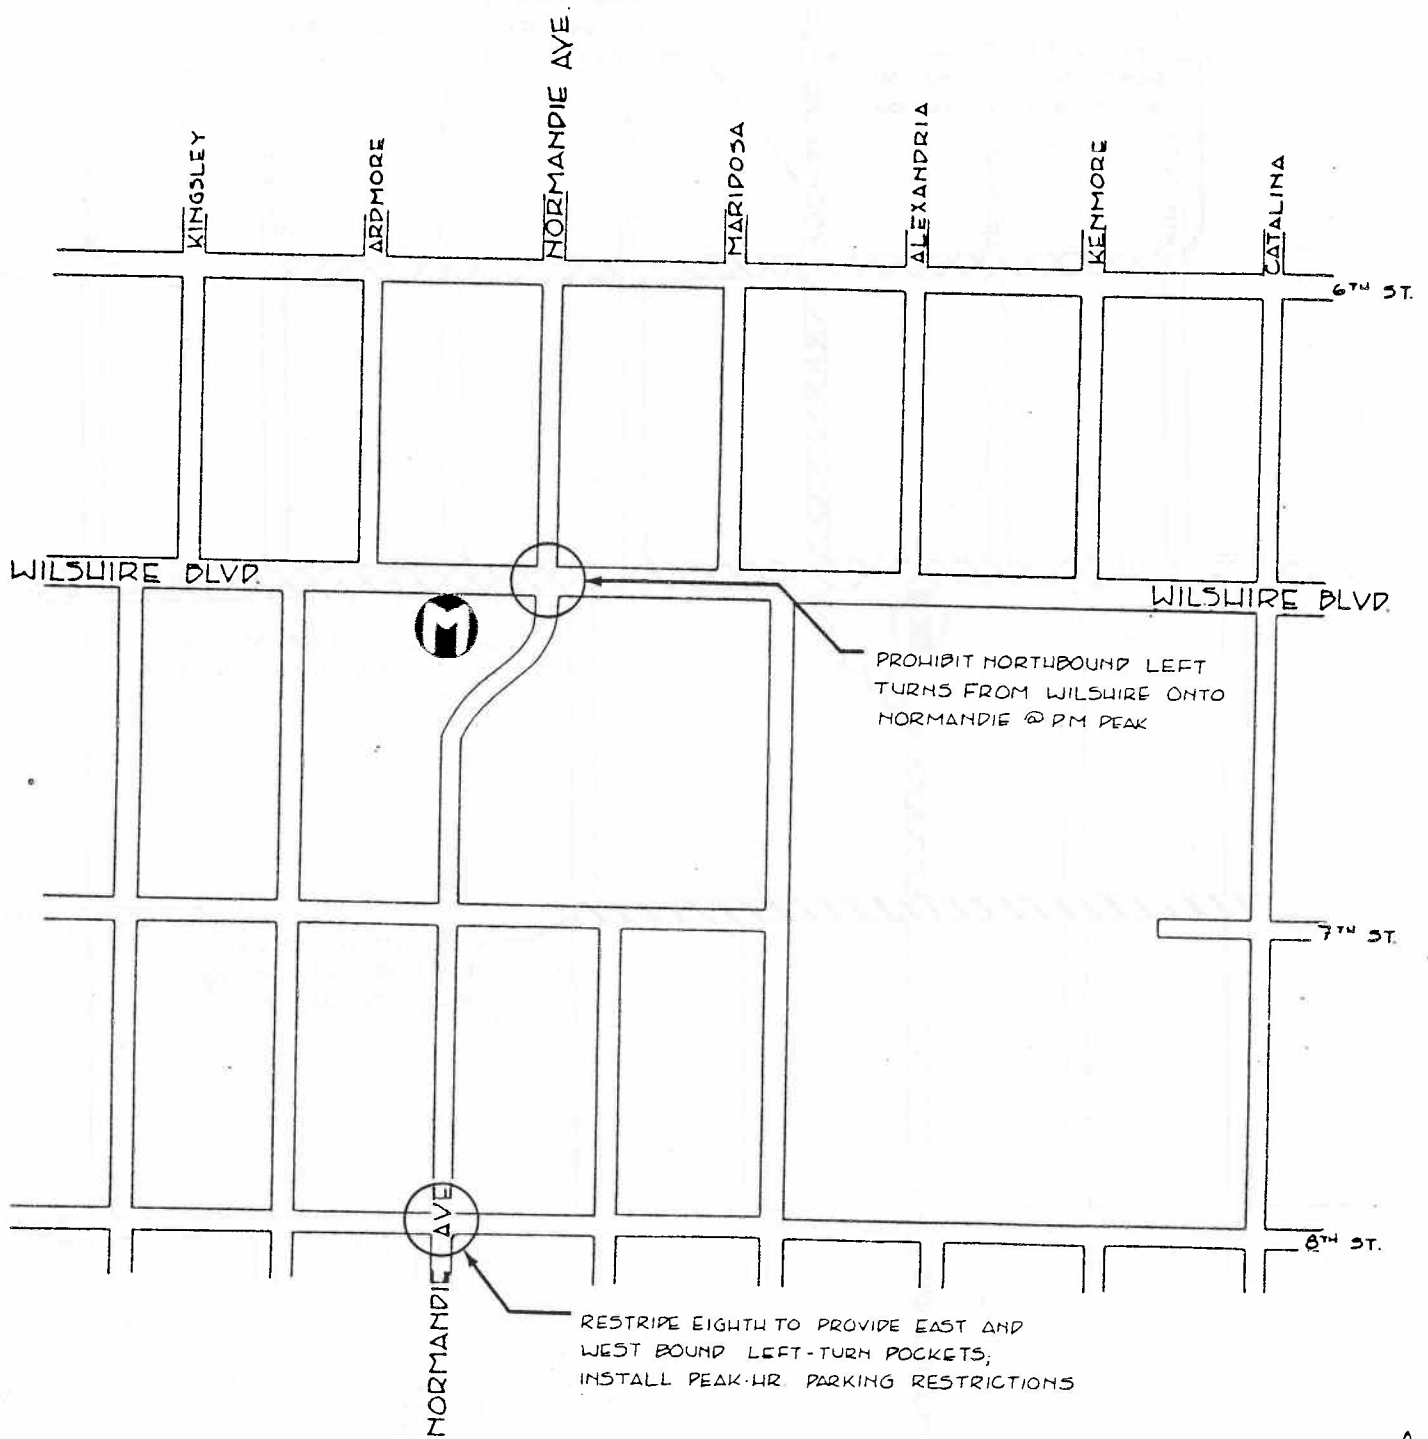 NORMANDIE AVE.
KINGSLEY
ARDMORE
MARIPOSA
ALEXANDRIA
KENMORE
CATALINA
6TH ST.
WILSHIRE BLVD.
WILSHIRE BLVD.
M
PROHIBIT NORTHBOUND LEFT
TURNS FROM WILSHIRE ONTO
NORMANDIE @ PM PEAK
7TH ST.
8TH ST.
NORMANDIE AVE
RESTRIPE EIGHTH TO PROVIDE EAST AND
WEST BOUND LEFT-TURN POCKETS;
INSTALL PEAK-HR. PARKING RESTRICTIONS